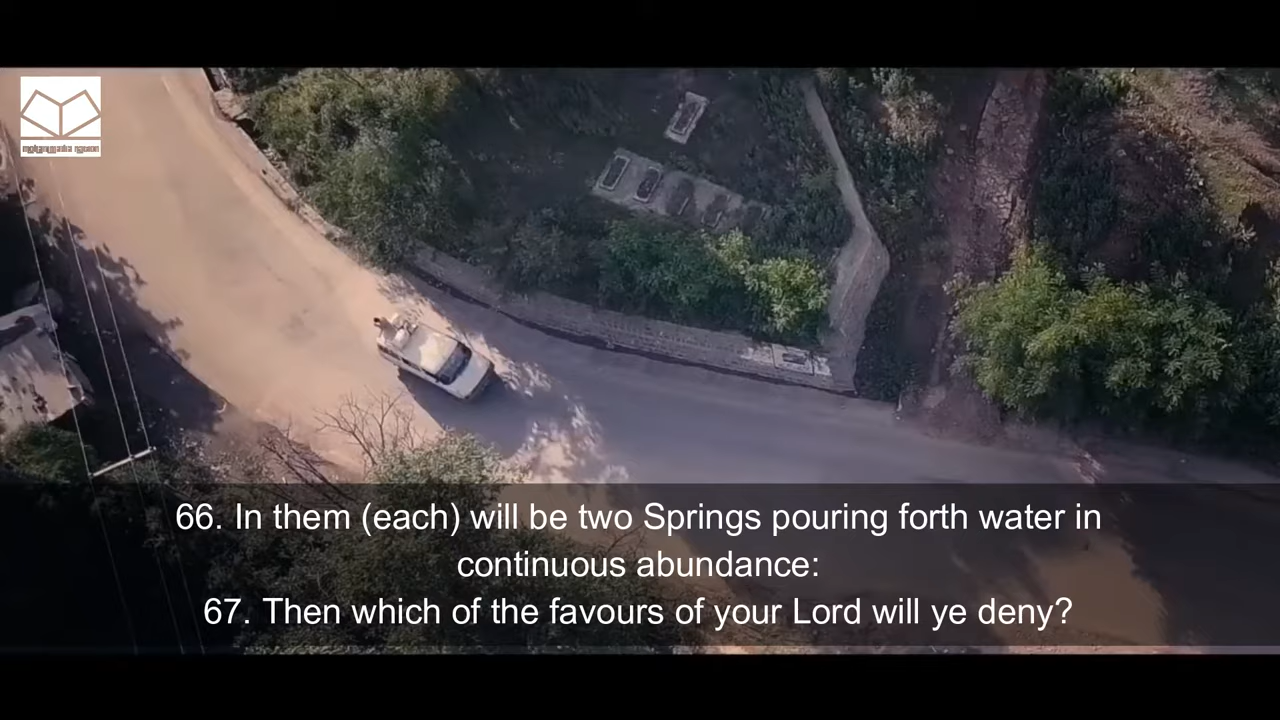 66. In them (each) will be two Springs pouring forth water in
continuous abundance:
67. Then which of the favours of your Lord will ye deny?